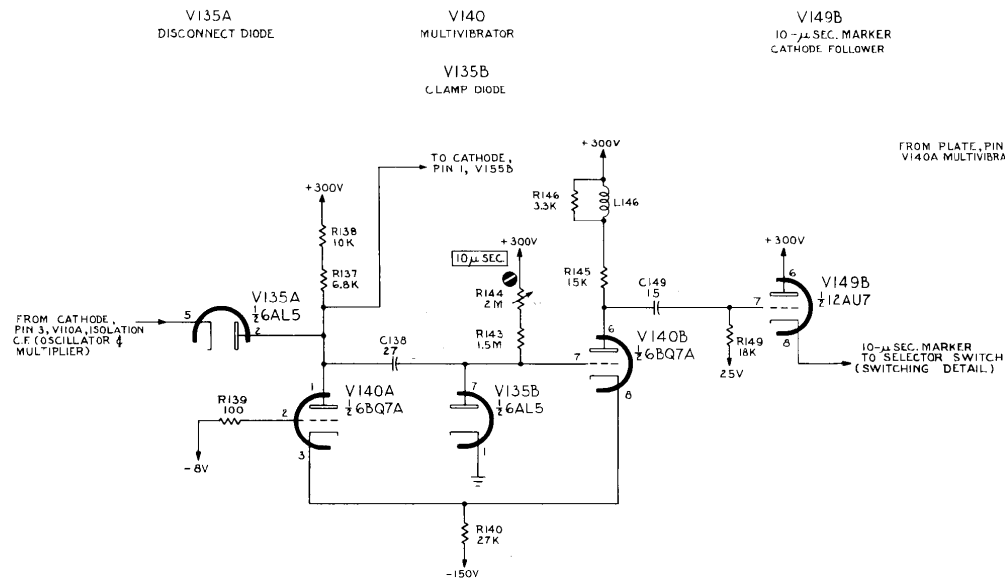 V135A
DISCONNECT DIODE
V140
MULTIVIBRATOR
V135B
CLAMP DIODE
V149B
10-μSEC. MARKER
CATHODE FOLLOWER
FROM PLATE, PIN
V140A MULTIVIBRA
TO CATHODE,
PIN 1, V155B
+300V
R138
10K
R137
6.8K
+300V
R146
3.3K
L146
+300V
10μSEC.
R144
2M
R143
1.5M
R145
15K
C149
15
+300V
6
V149B
½12AU7
7
8
R149
18K
25V
10-μSEC. MARKER
TO SELECTOR SWITCH
(SWITCHING DETAIL)
FROM CATHODE,
PIN 3, V110A, ISOLATION
C.F. (OSCILLATOR &
MULTIPLIER)
5
V135A
½6AL5
2
C138
27
6
V140B
½6BQ7A
7
8
1
V140A
½6BQ7A
2
3
R139
100
-8V
7
V135B
½6AL5
1
R140
27K
-150V